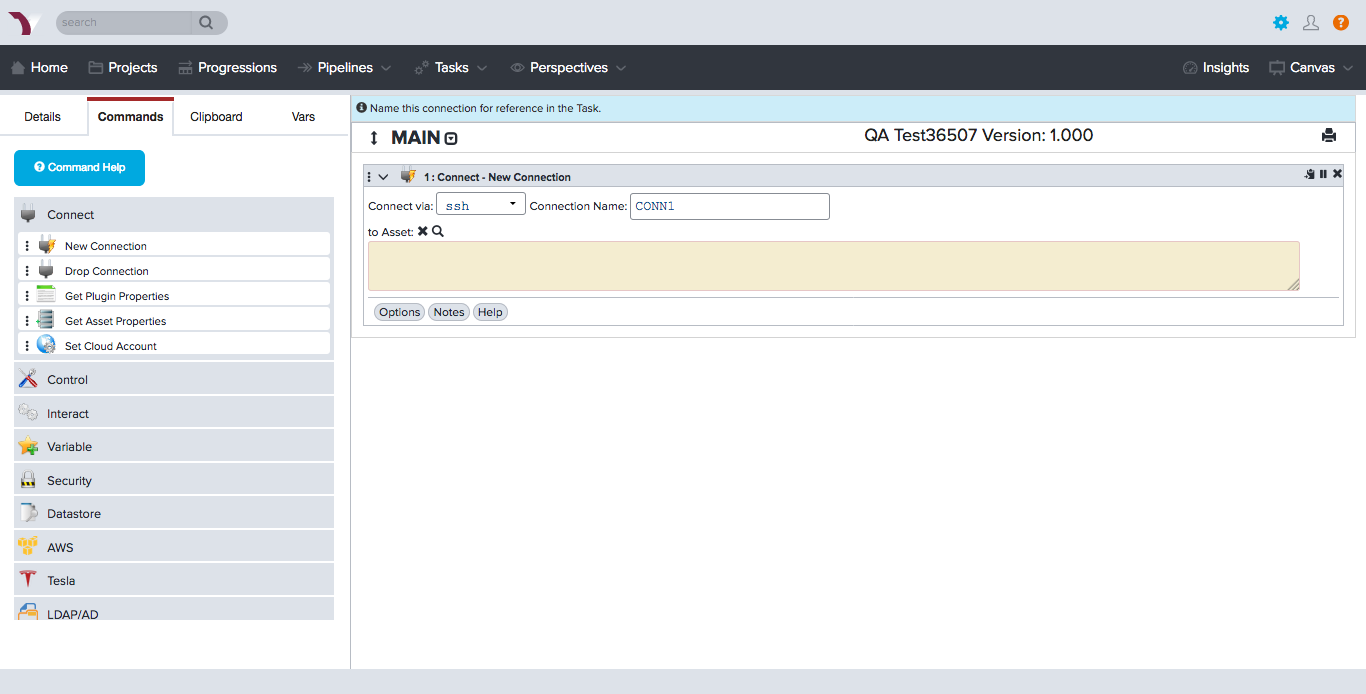 search
?
Home Projects Progressions Pipelines Tasks Perspectives Insights Canvas
Details Commands Clipboard Vars
? Command Help
Connect
New Connection
Drop Connection
Get Plugin Properties
Get Asset Properties
Set Cloud Account
Control
Interact
Variable
Security
Datastore
AWS
Tesla
LDAP/AD
Name this connection for reference in the Task.
MAIN
QA Test36507 Version: 1.000
1 : Connect - New Connection
Connect via: ssh Connection Name: CONN1
to Asset:
Options Notes Help